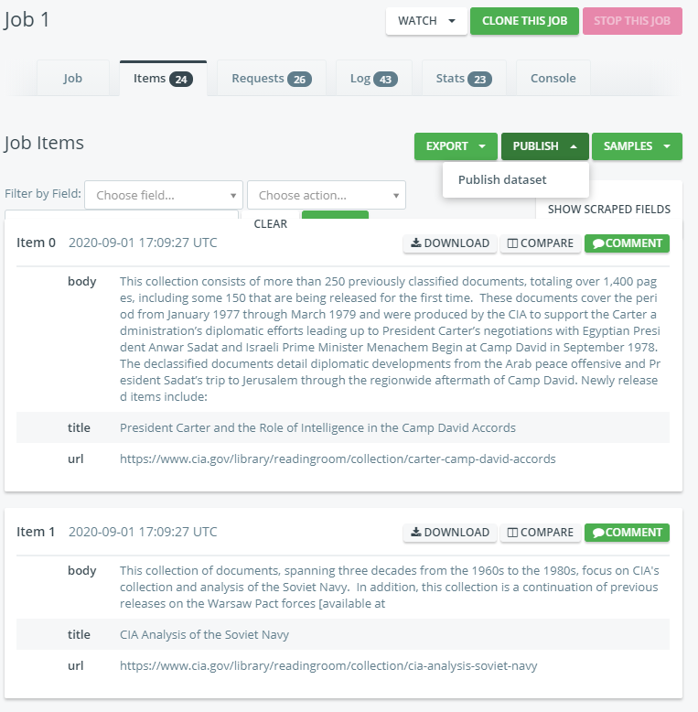 Job 1
WATCH
CLONE THIS JOB
STOP THIS JOB
Job
Items 24
Requests 26
Log 43
Stats 23
Console
Job Items
EXPORT
PUBLISH
SAMPLES
Publish dataset
Filter by Field:
Choose field...
Choose action...
SHOW SCRAPED FIELDS
CLEAR
Item 0 2020-09-01 17:09:27 UTC
DOWNLOAD
COMPARE
COMMENT
body
This collection consists of more than 250 previously classified documents, totaling over 1,400 pag
es, including some 150 that are being released for the first time. These documents cover the peri
od from January 1977 through March 1979 and were produced by the CIA to support the Carter a
dministration's diplomatic efforts leading up to President Carter's negotiations with Egyptian Presi
dent Anwar Sadat and Israeli Prime Minister Menachem Begin at Camp David in September 1978.
The declassified documents detail diplomatic developments from the Arab peace offensive and Pr
esident Sadat's trip to Jerusalem through the regionwide aftermath of Camp David. Newly release
d items include:
title
President Carter and the Role of Intelligence in the Camp David Accords
url
https://www.cia.gov/library/readingroom/collection/carter-camp-david-accords
Item 1 2020-09-01 17:09:27 UTC
DOWNLOAD
COMPARE
COMMENT
body
This collection of documents, spanning three decades from the 1960s to the 1980s, focus on CIA's
collection and analysis of the Soviet Navy. In addition, this collection is a continuation of previous
releases on the Warsaw Pact forces [available at
title
CIA Analysis of the Soviet Navy
url
https://www.cia.gov/library/readingroom/collection/cia-analysis-soviet-navy